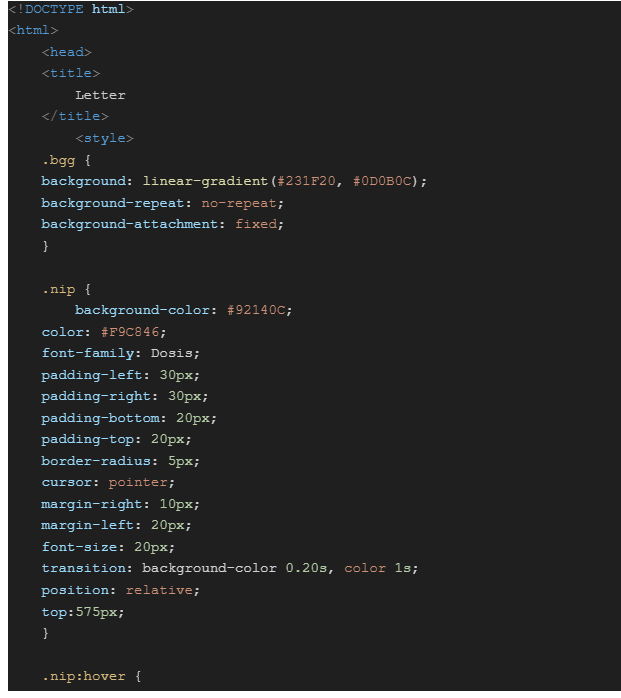 <!DOCTYPE html>
<html>
<head>
<title>
Letter
</title>
<style>
.bgg {
background: linear-gradient(#231F20, #0D0B0C);
background-repeat: no-repeat;
background-attachment: fixed;
}
.nip {
background-color: #92140C;
color: #F9C846;
font-family: Dosis;
padding-left: 30px;
padding-right: 30px;
padding-bottom: 20px;
padding-top: 20px;
border-radius: 5px;
cursor: pointer;
margin-right: 10px;
margin-left: 20px;
font-size: 20px;
transition: background-color 0.20s, color 1s;
position: relative;
top:575px;
}
.nip:hover {